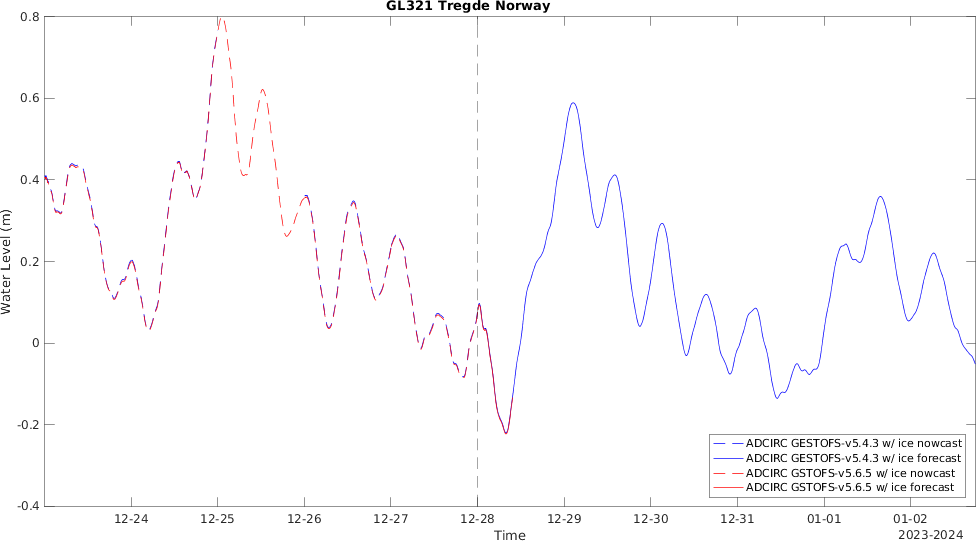 GL321 Tregde Norway
Water Level (m)
0.8
0.6
0.4
0.2
0
-0.2
-0.4
12-24 12-25 12-26 12-27 12-28 12-29 12-30 12-31 01-01 01-02
Time
2023-2024
ADCIRC GESTOFS-v5.4.3 w/ ice nowcast
ADCIRC GESTOFS-v5.4.3 w/ ice forecast
ADCIRC GSTOFS-v5.6.5 w/ ice nowcast
ADCIRC GSTOFS-v5.6.5 w/ ice forecast